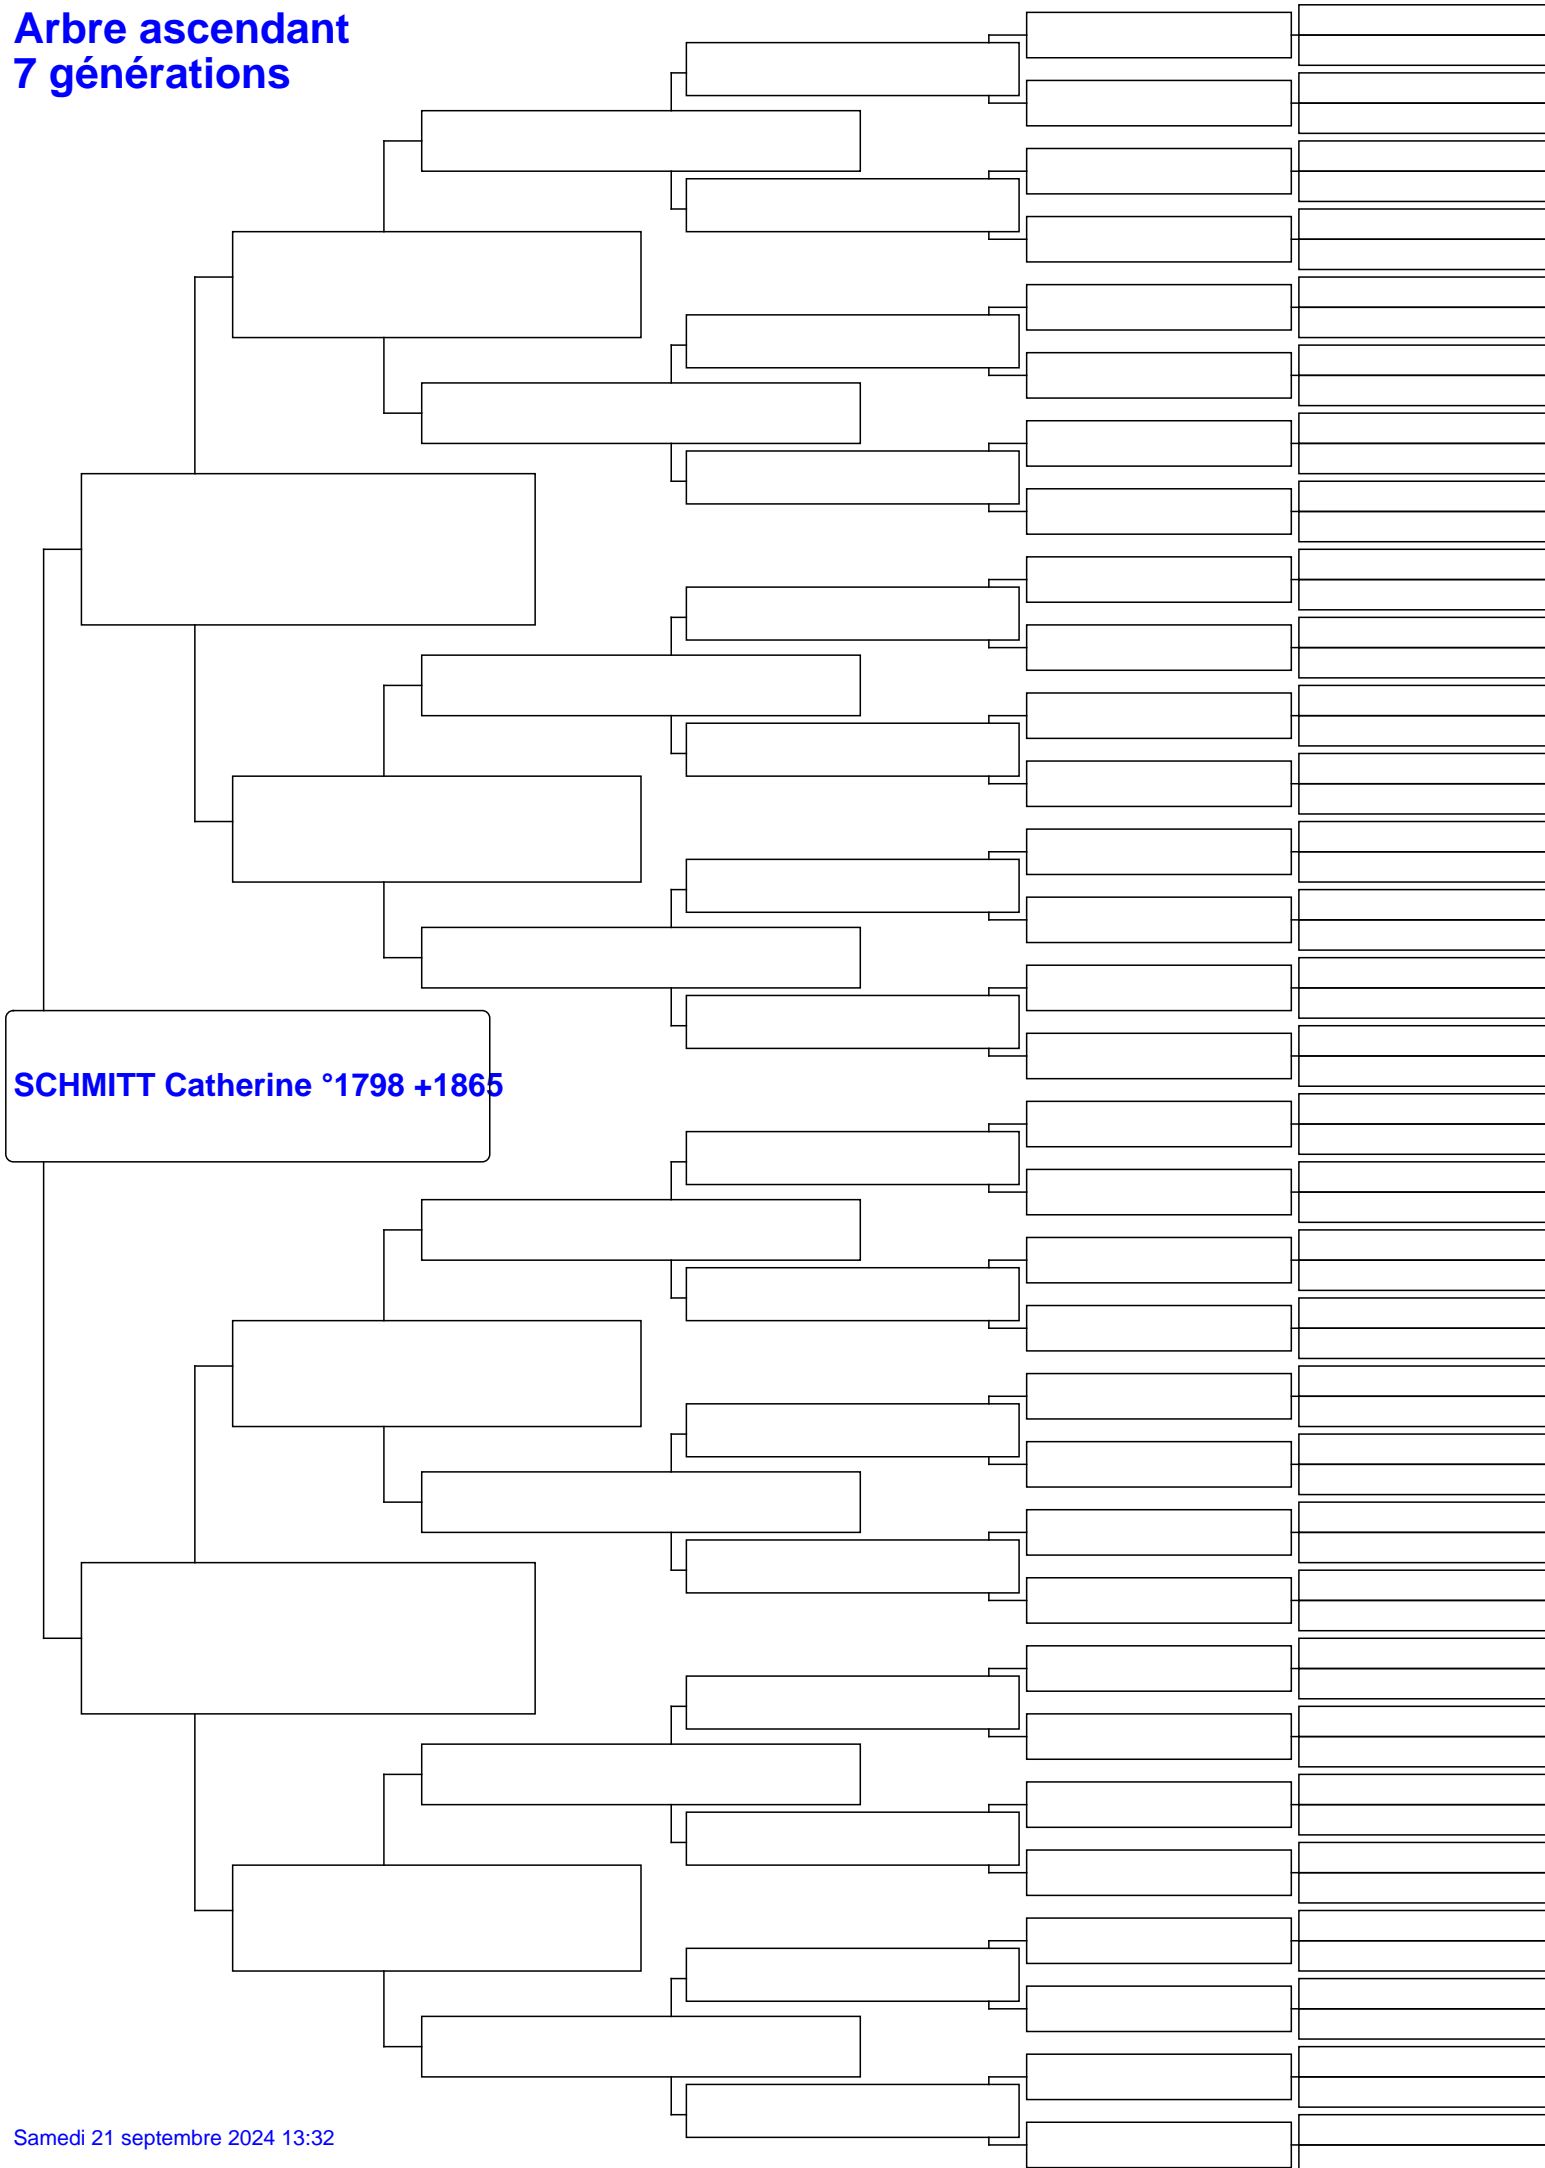 Arbre ascendant
7 générations
SCHMITT Catherine °1798 +1865
Samedi 21 septembre 2024 13:32